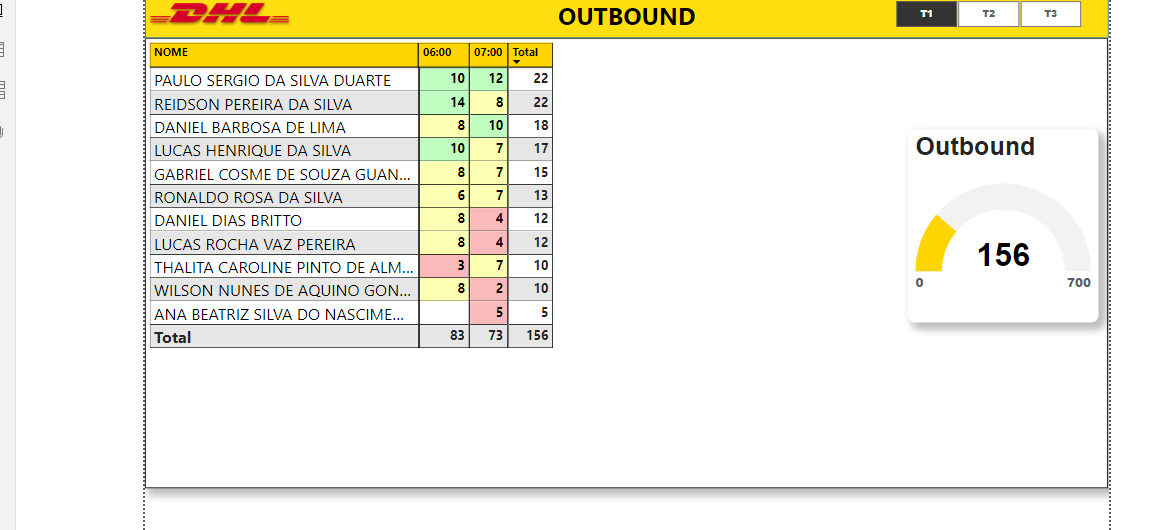 DHL
OUTBOUND
T1 T2 T3
NOME 06:00 07:00 Total
PAULO SERGIO DA SILVA DUARTE 10 12 22
REIDSON PEREIRA DA SILVA 14 8 22
DANIEL BARBOSA DE LIMA 8 10 18
LUCAS HENRIQUE DA SILVA 10 7 17
GABRIEL COSME DE SOUZA GUAN... 8 7 15
RONALDO ROSA DA SILVA 6 7 13
DANIEL DIAS BRITTO 8 4 12
LUCAS ROCHA VAZ PEREIRA 8 4 12
THALITA CAROLINE PINTO DE ALM... 3 7 10
WILSON NUNES DE AQUINO GON... 8 2 10
ANA BEATRIZ SILVA DO NASCIME... 5 5
Total 83 73 156
Outbound
156
0 700